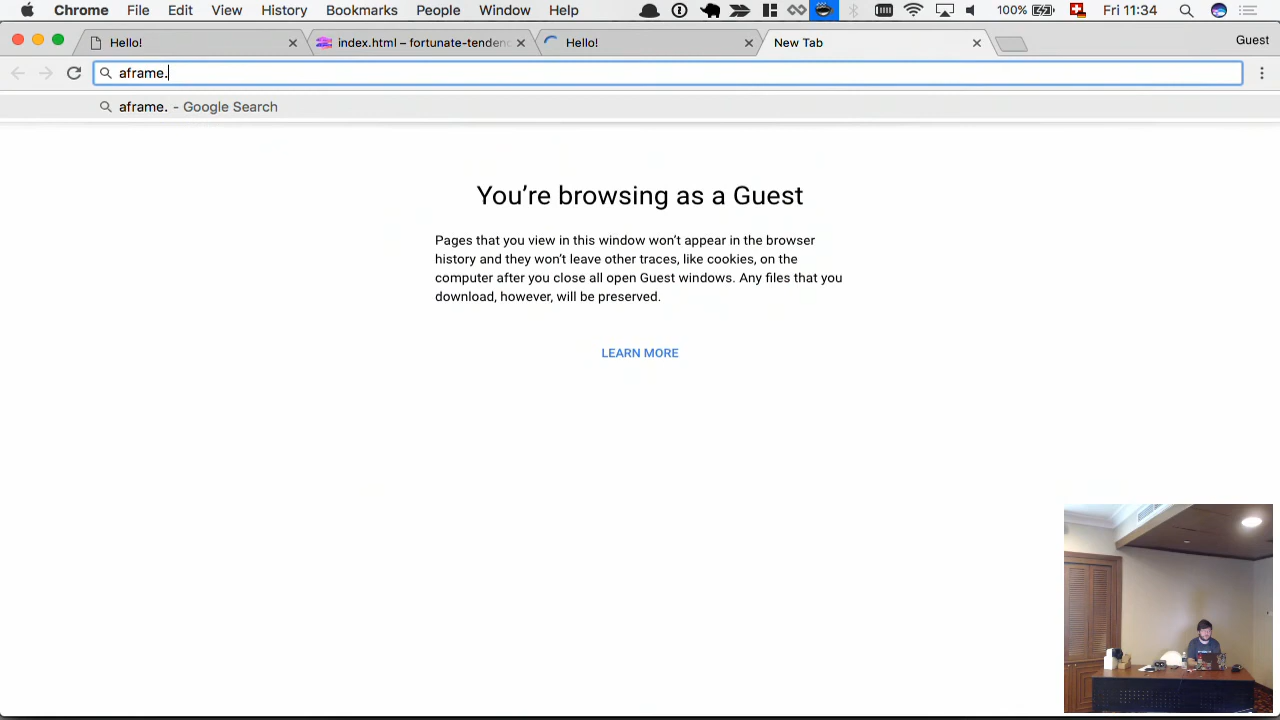 Chrome File Edit View History Bookmarks People Window Help 100% Fri 11:34
Hello! index.html – fortunate-tendenc Hello! New Tab Guest
aframe.
aframe. - Google Search
You're browsing as a Guest
Pages that you view in this window won't appear in the browser
history and they won't leave other traces, like cookies, on the
computer after you close all open Guest windows. Any files that you
download, however, will be preserved.
LEARN MORE